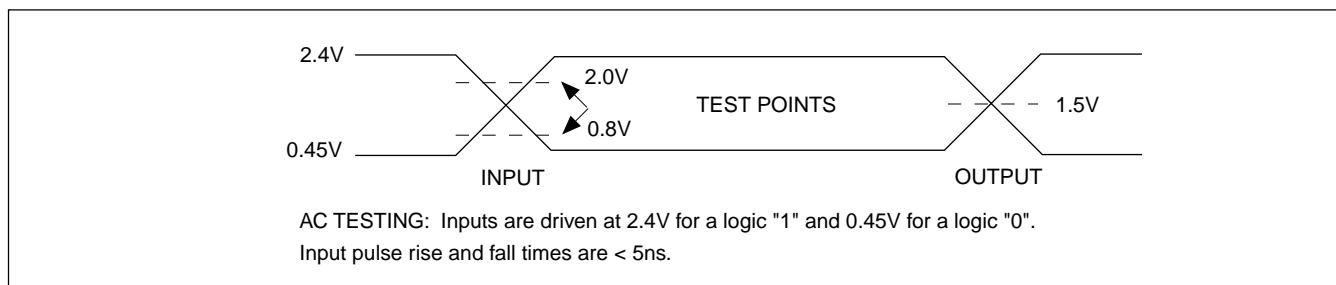 2.4V
2.0V
TEST POINTS
1.5V
0.8V
0.45V
INPUT
OUTPUT
AC TESTING: Inputs are driven at 2.4V for a logic "1" and 0.45V for a logic "0".
Input pulse rise and fall times are < 5ns.